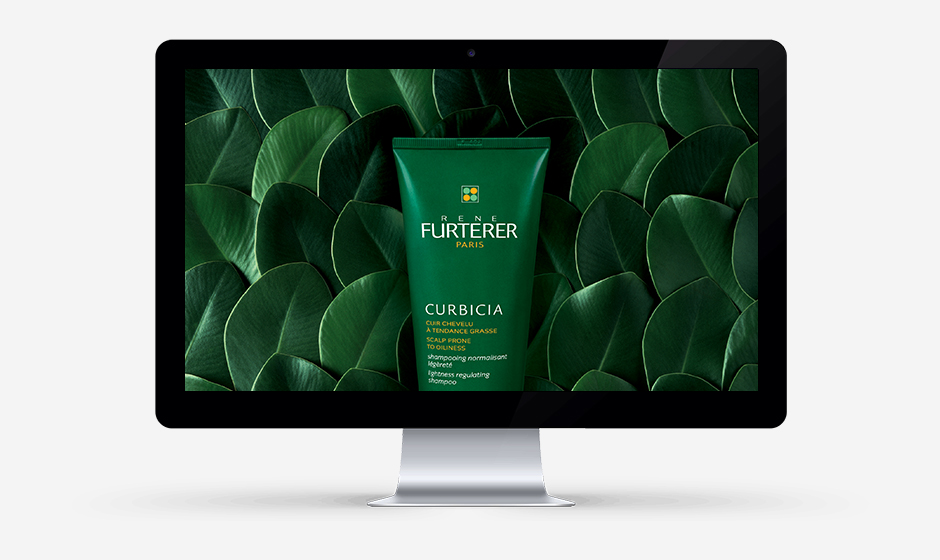 RENE
FURTERER
PARIS
CURBICIA
CUIR CHEVELU
À TENDANCE GRASSE
SCALP PRONE
TO OILINESS
shampooing normalisant
légèreté
lightness regulating
shampoo